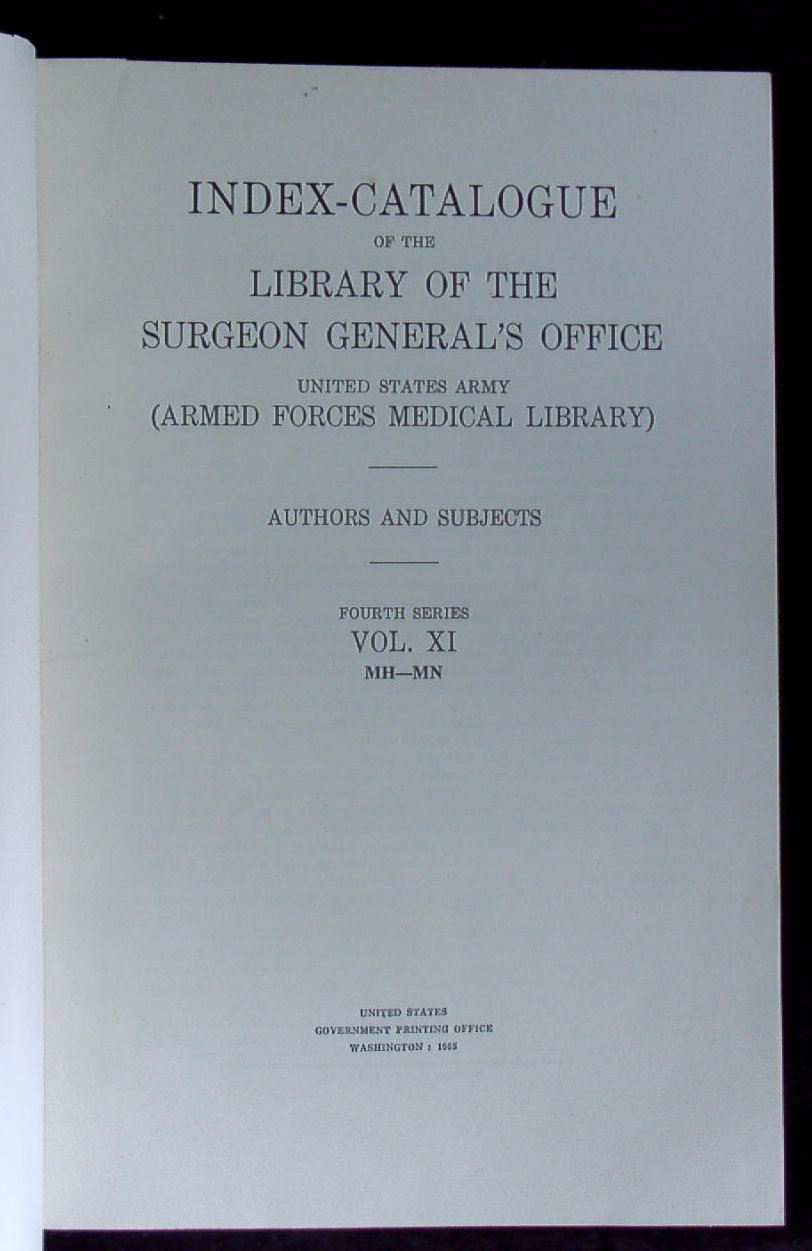 INDEX-CATALOGUE
OF THE
LIBRARY OF THE
SURGEON GENERAL'S OFFICE
UNITED STATES ARMY
(ARMED FORCES MEDICAL LIBRARY)
AUTHORS AND SUBJECTS
FOURTH SERIES
VOL. XI
MH—MN
UNITED STATES
GOVERNMENT PRINTING OFFICE
WASHINGTON : 1955